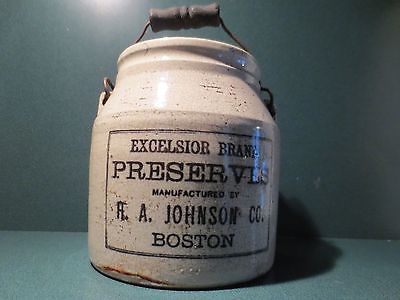 EXCELSIOR BRAND
PRESERVES
MANUFACTURED BY
H. A. JOHNSON CO.
BOSTON